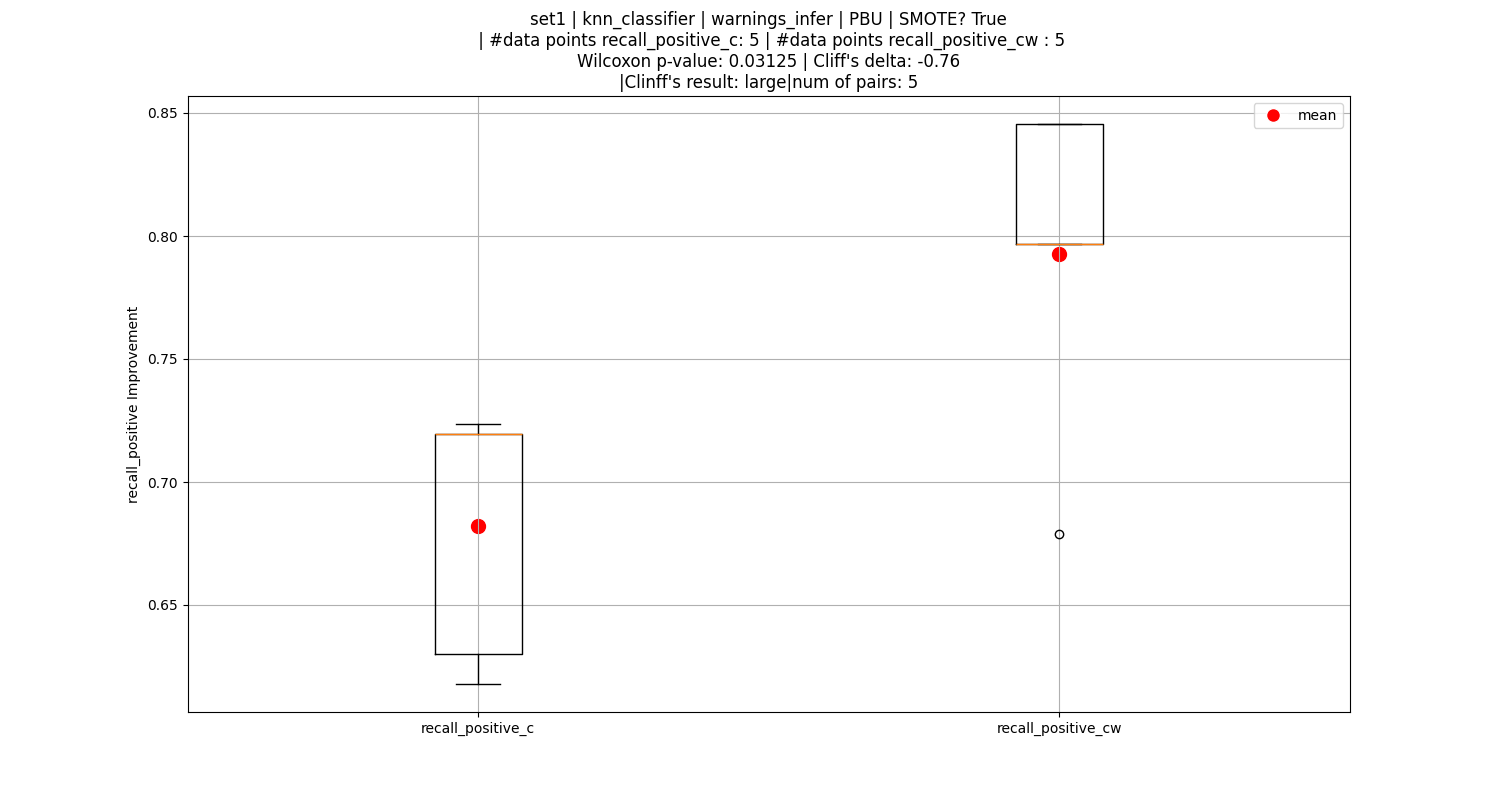 set1 | knn_classifier | warnings_infer | PBU | SMOTE? True
| #data points recall_positive_c: 5 | #data points recall_positive_cw : 5
Wilcoxon p-value: 0.03125 | Cliff's delta: -0.76
|Clinff's result: large|num of pairs: 5
mean
0.85
0.80
0.75
0.70
0.65
recall_positive Improvement
recall_positive_c
recall_positive_cw